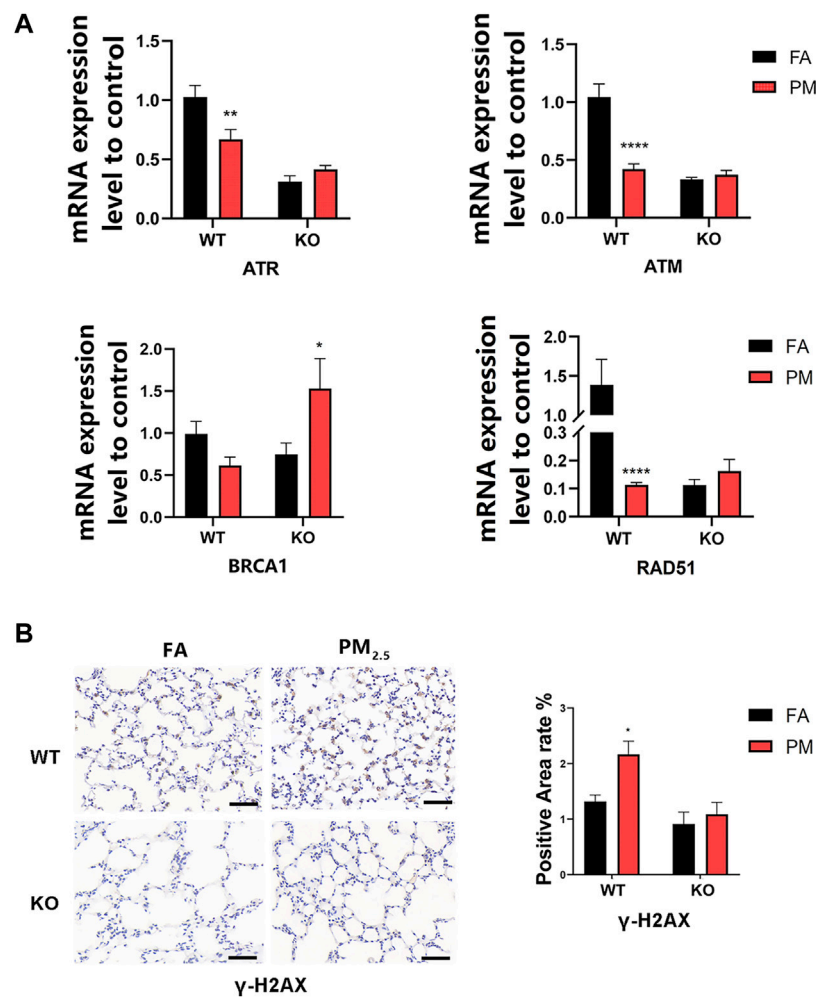 A
mRNA expression
level to control
1.5
1.0
0.5
0.0
**
WT
KO
ATR
mRNA expression
level to control
1.5
1.0
0.5
0.0
****
WT
KO
ATM
FA
PM
mRNA expression
level to control
2.0
1.5
1.0
0.5
0.0
*
WT
KO
BRCA1
mRNA expression
level to control
2.0
1.5
1.0
0.3
0.2
0.1
0.0
****
WT
KO
RAD51
FA
PM
B
FA
PM2.5
WT
KO
γ-H2AX
Positive Area rate %
3
2
1
0
*
WT
KO
γ-H2AX
FA
PM